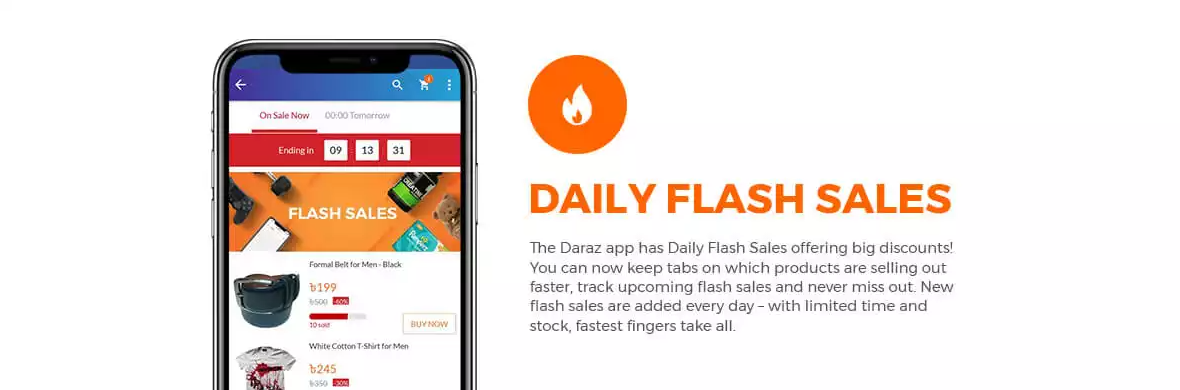 On Sale Now 00:00 Tomorrow
Ending in 09 13 31
CREATINE
FLASH SALES
Pampers
Formal Belt for Men - Black
৳199
৳500 -60%
10 sold
BUY NOW
White Cotton T-Shirt for Men
৳245
৳350 -30%
DAILY FLASH SALES
The Daraz app has Daily Flash Sales offering big discounts!
You can now keep tabs on which products are selling out
faster, track upcoming flash sales and never miss out. New
flash sales are added every day – with limited time and
stock, fastest fingers take all.